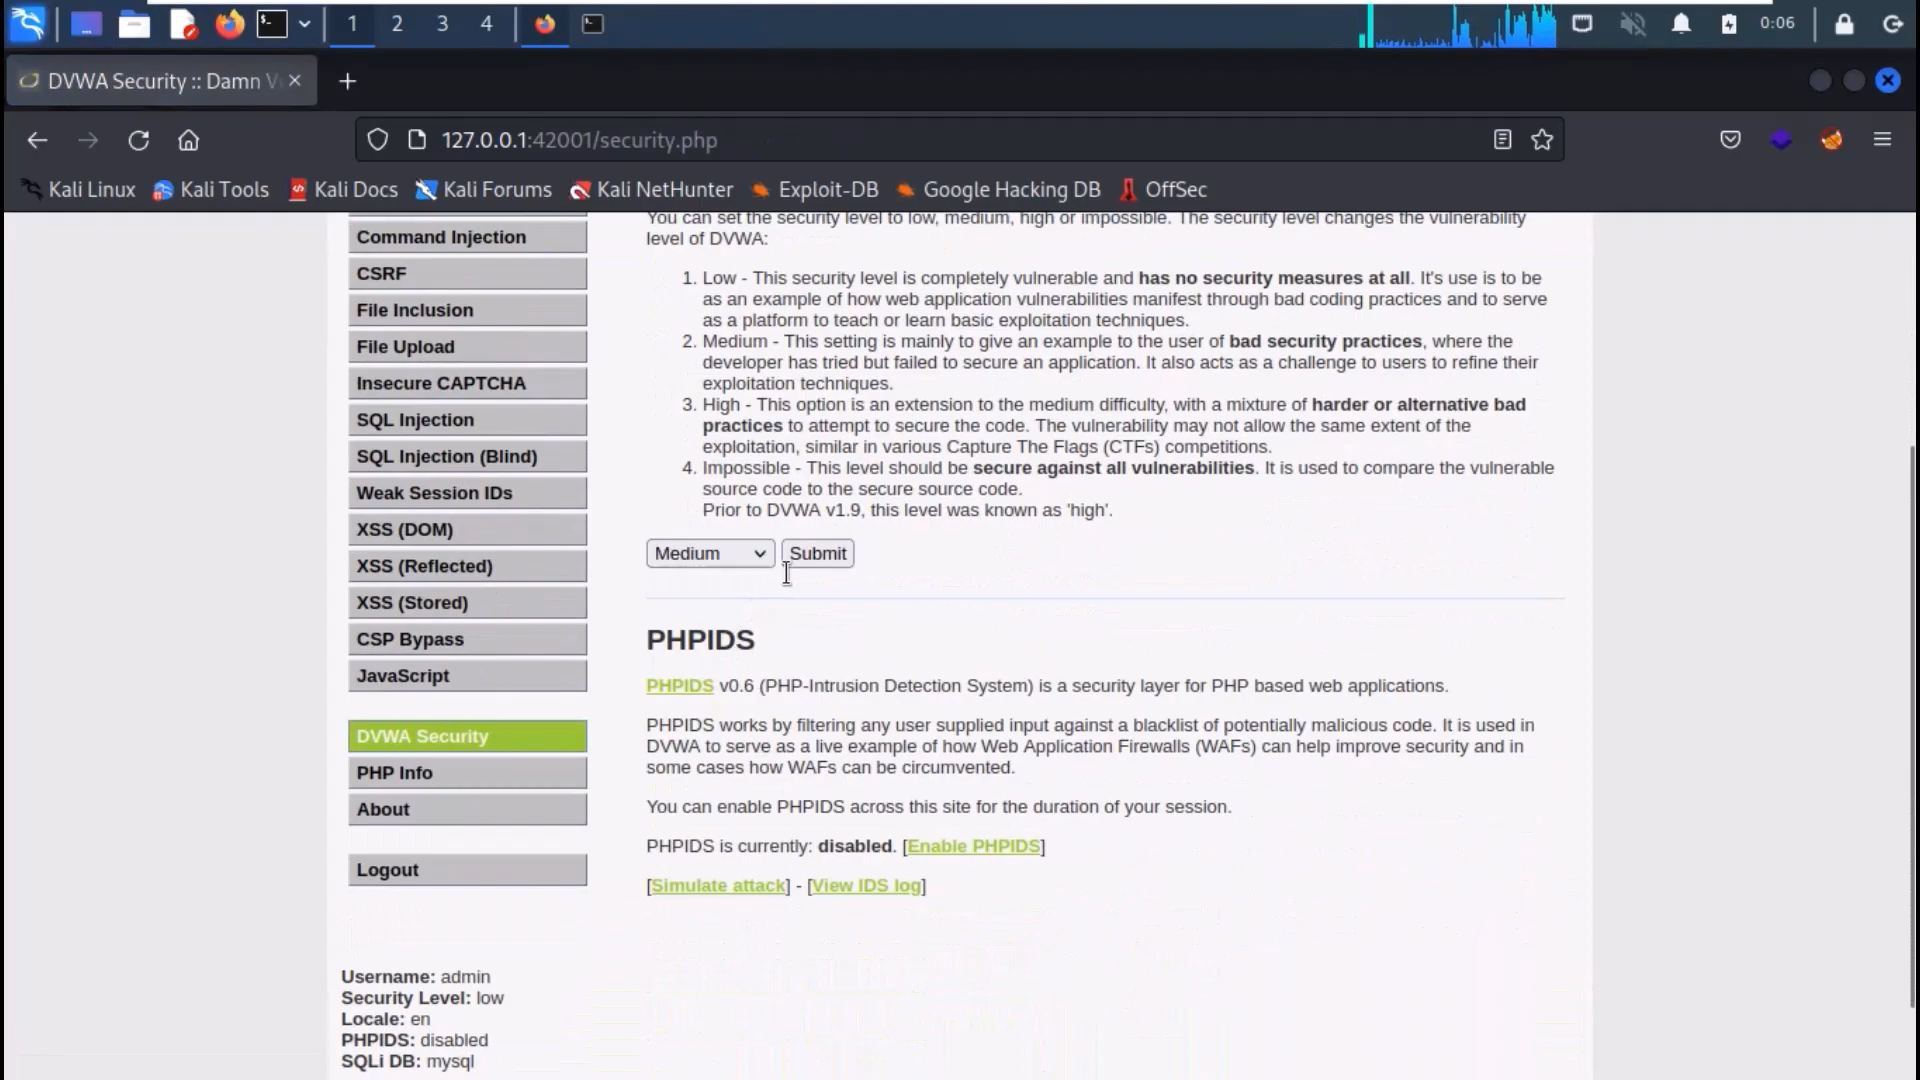 1 2 3 4 0:06
DVWA Security :: Damn V
127.0.0.1:42001/security.php
Kali Linux Kali Tools Kali Docs Kali Forums Kali NetHunter Exploit-DB Google Hacking DB OffSec
Command Injection
CSRF
File Inclusion
File Upload
Insecure CAPTCHA
SQL Injection
SQL Injection (Blind)
Weak Session IDs
XSS (DOM)
XSS (Reflected)
XSS (Stored)
CSP Bypass
JavaScript
DVWA Security
PHP Info
About
Logout
Username: admin
Security Level: low
Locale: en
PHPIDS: disabled
SQLi DB: mysql
You can set the security level to low, medium, high or impossible. The security level changes the vulnerability
level of DVWA:
1. Low - This security level is completely vulnerable and has no security measures at all. It's use is to be
as an example of how web application vulnerabilities manifest through bad coding practices and to serve
as a platform to teach or learn basic exploitation techniques.
2. Medium - This setting is mainly to give an example to the user of bad security practices, where the
developer has tried but failed to secure an application. It also acts as a challenge to users to refine their
exploitation techniques.
3. High - This option is an extension to the medium difficulty, with a mixture of harder or alternative bad
practices to attempt to secure the code. The vulnerability may not allow the same extent of the
exploitation, similar in various Capture The Flags (CTFs) competitions.
4. Impossible - This level should be secure against all vulnerabilities. It is used to compare the vulnerable
source code to the secure source code.
Prior to DVWA v1.9, this level was known as 'high'.
Medium Submit
PHPIDS
PHPIDS v0.6 (PHP-Intrusion Detection System) is a security layer for PHP based web applications.
PHPIDS works by filtering any user supplied input against a blacklist of potentially malicious code. It is used in
DVWA to serve as a live example of how Web Application Firewalls (WAFs) can help improve security and in
some cases how WAFs can be circumvented.
You can enable PHPIDS across this site for the duration of your session.
PHPIDS is currently: disabled. [Enable PHPIDS]
[Simulate attack] - [View IDS log]